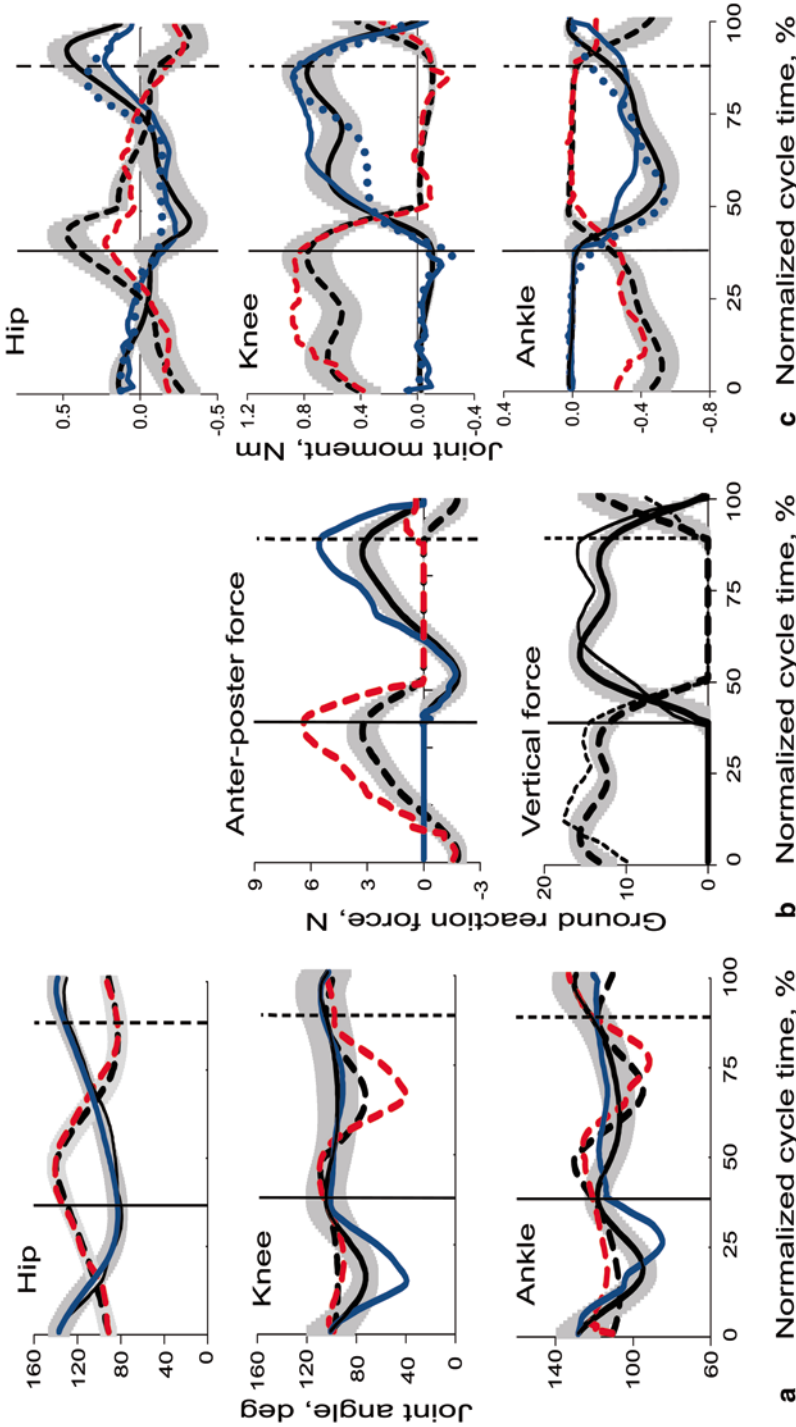 Hip
160
120
80
40
0
Knee
160
120
80
40
0
Joint angle, deg
Ankle
140
100
60
0 25 50 75 100
a Normalized cycle time, %
Anter-poster force
9
6
3
0
-3
Ground reaction force, N
Vertical force
20
10
0
0 25 50 75 100
b Normalized cycle time, %
Hip
0.5
0.0
-0.5
Knee
1.2
0.8
0.4
0.0
-0.4
Joint moment, Nm
Ankle
0.4
0.0
-0.4
-0.8
0 25 50 75 100
c Normalized cycle time, %